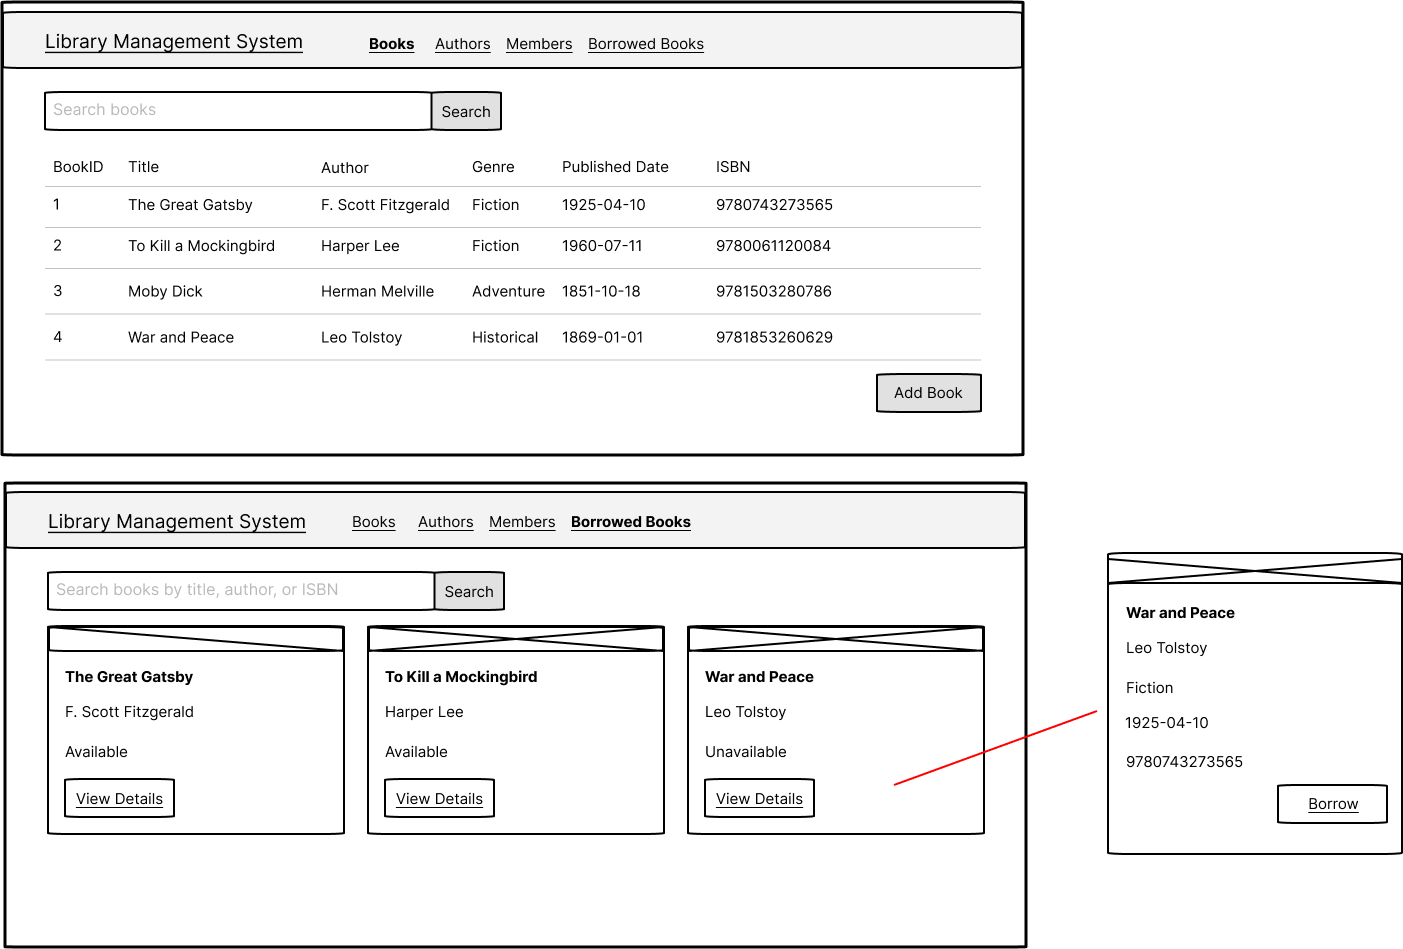 Library Management System Books Authors Members Borrowed Books
Search books Search
BookID Title Author Genre Published Date ISBN
1 The Great Gatsby F. Scott Fitzgerald Fiction 1925-04-10 9780743273565
2 To Kill a Mockingbird Harper Lee Fiction 1960-07-11 9780061120084
3 Moby Dick Herman Melville Adventure 1851-10-18 9781503280786
4 War and Peace Leo Tolstoy Historical 1869-01-01 9781853260629
Add Book
Library Management System Books Authors Members Borrowed Books
Search books by title, author, or ISBN Search
The Great Gatsby
F. Scott Fitzgerald
Available
View Details
To Kill a Mockingbird
Harper Lee
Available
View Details
War and Peace
Leo Tolstoy
Unavailable
View Details
War and Peace
Leo Tolstoy
Fiction
1925-04-10
9780743273565
Borrow